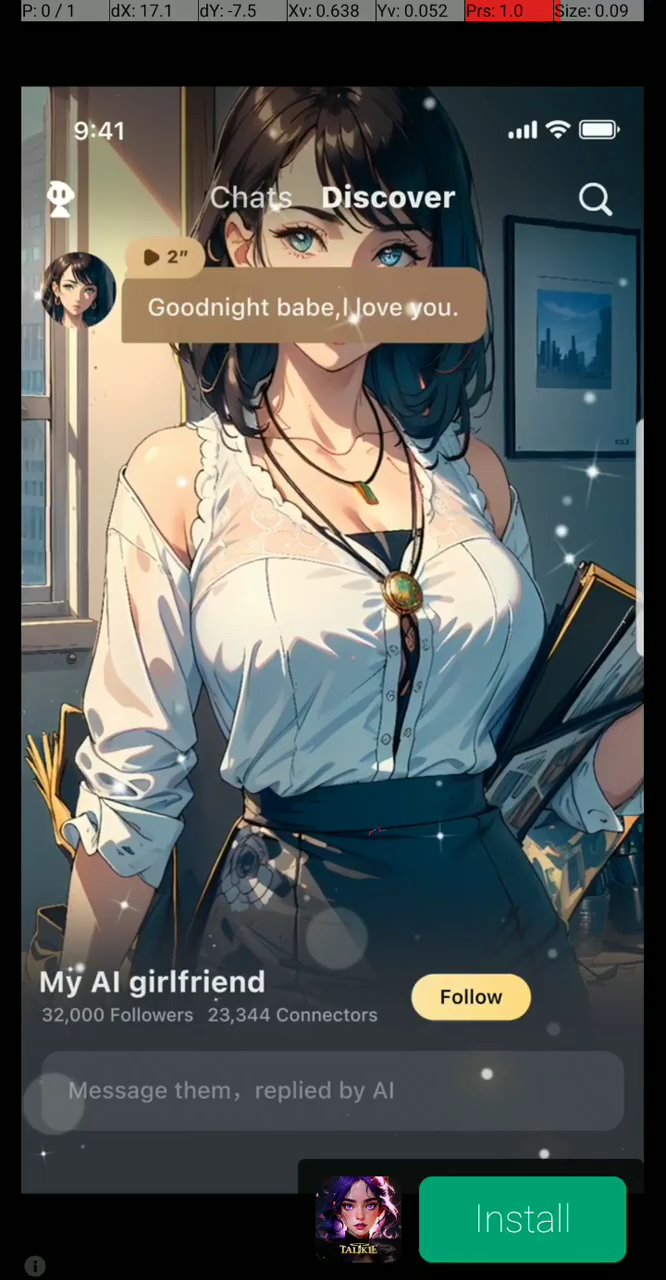 P: 0 / 1 dX: 17.1 dY: -7.5 Xv: 0.638 Yv: 0.052 Prs: 1.0 Size: 0.09
9:41
Chats Discover
2"
Goodnight babe,I love you.
My AI girlfriend
32,000 Followers 23,344 Connectors
Follow
Message them，replied by AI
TALKIE
Install